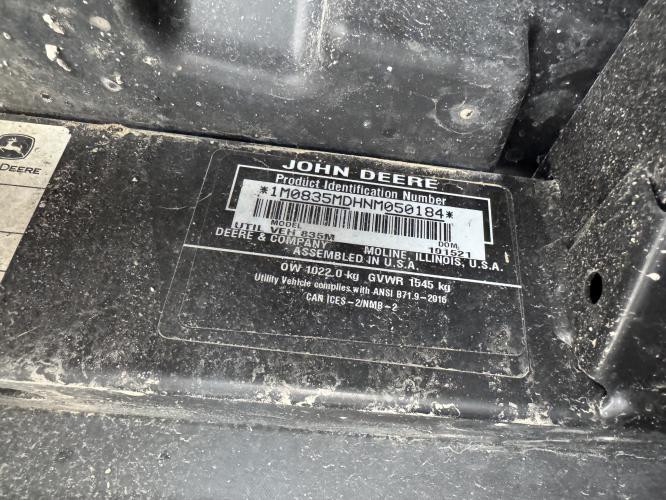 DEERE
JOHN DEERE
Product Identification Number
*1M0835MDHNM050184*
MODEL DOM:
UTIL VEH 835M 101521
DEERE & COMPANY MOLINE, ILLINOIS, U.S.A.
ASSEMBLED IN U.S.A.
OW 1022.0 kg GVWR 1545 kg
Utility Vehicle complies with ANSI B71.9-2016
CAN ICES-2/NMB-2